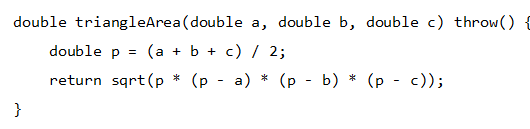 double triangleArea(double a, double b, double c) throw() {
    double p = (a + b + c) / 2;
    return sqrt(p * (p - a) * (p - b) * (p - c));
}